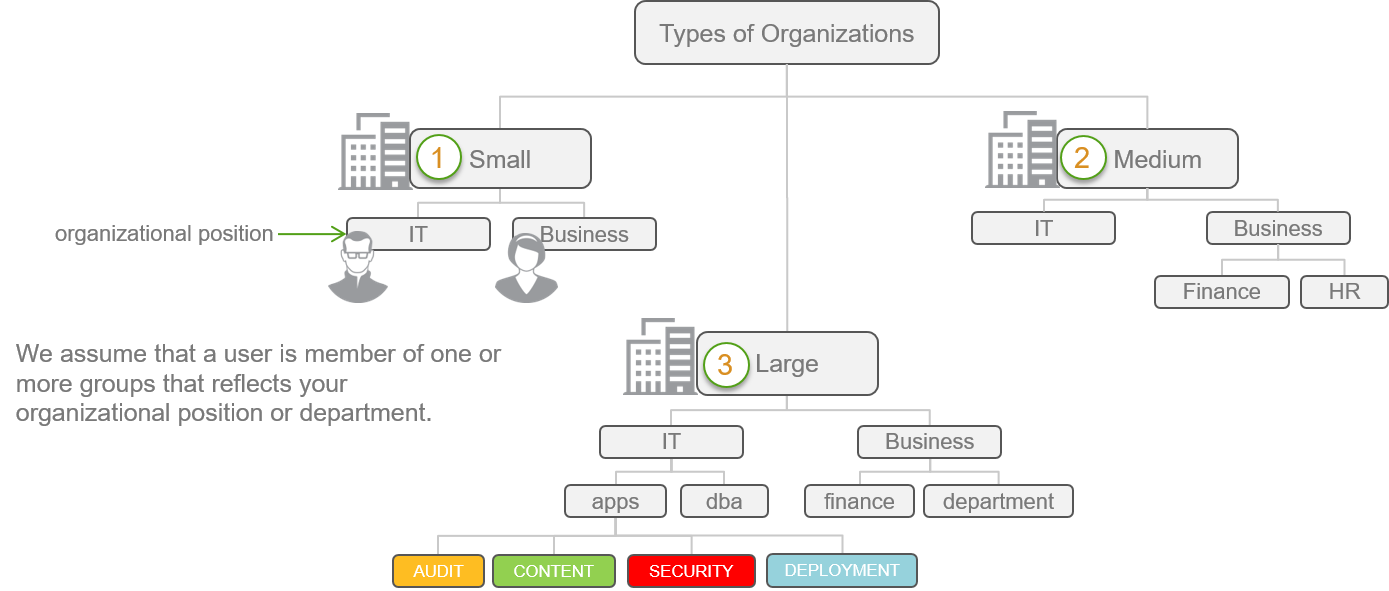 Types of Organizations
1 Small
2 Medium
organizational position
IT
Business
IT
Business
Finance
HR
We assume that a user is member of one or
more groups that reflects your
organizational position or department.
3 Large
IT
Business
apps
dba
finance
department
AUDIT
CONTENT
SECURITY
DEPLOYMENT